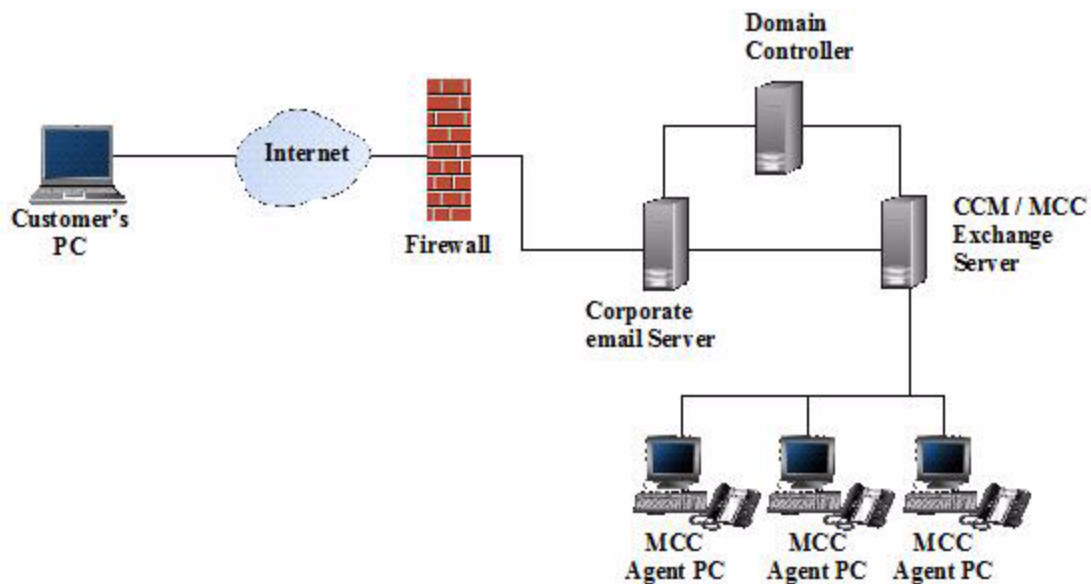 Domain
Controller
Internet
Customer's
PC
Firewall
CCM / MCC
Exchange
Server
Corporate
email Server
MCC
Agent PC
MCC
Agent PC
MCC
Agent PC